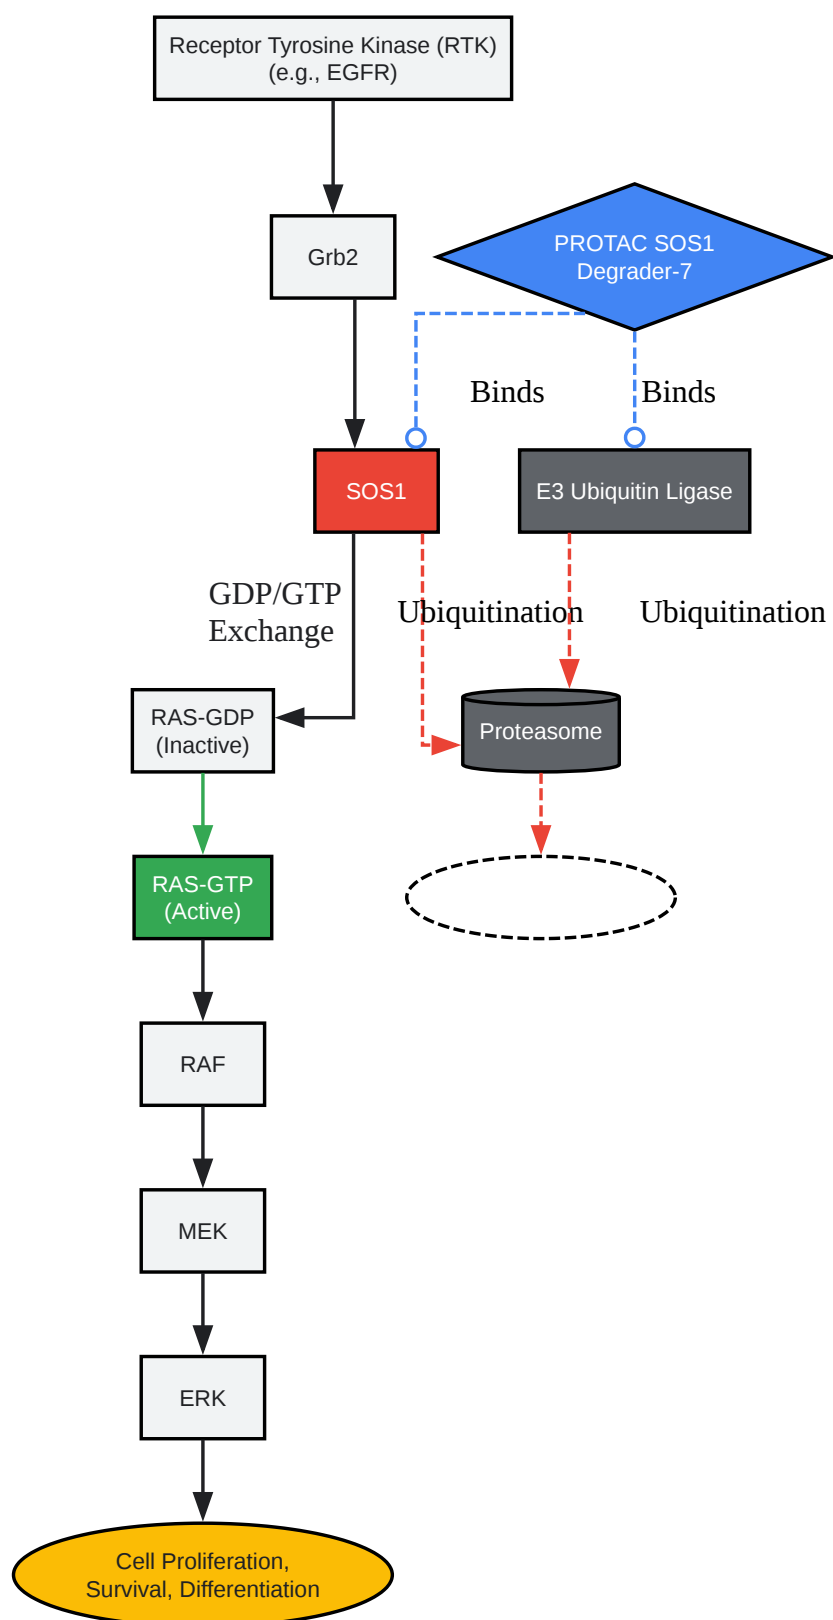 Receptor Tyrosine Kinase (RTK)
(e.g., EGFR)
Grb2
PROTAC SOS1
Degrader-7
Binds
Binds
SOS1
E3 Ubiquitin Ligase
GDP/GTP
Exchange
Ubiquitination
Ubiquitination
RAS-GDP
(Inactive)
Proteasome
RAS-GTP
(Active)
RAF
MEK
ERK
Cell Proliferation,
Survival, Differentiation